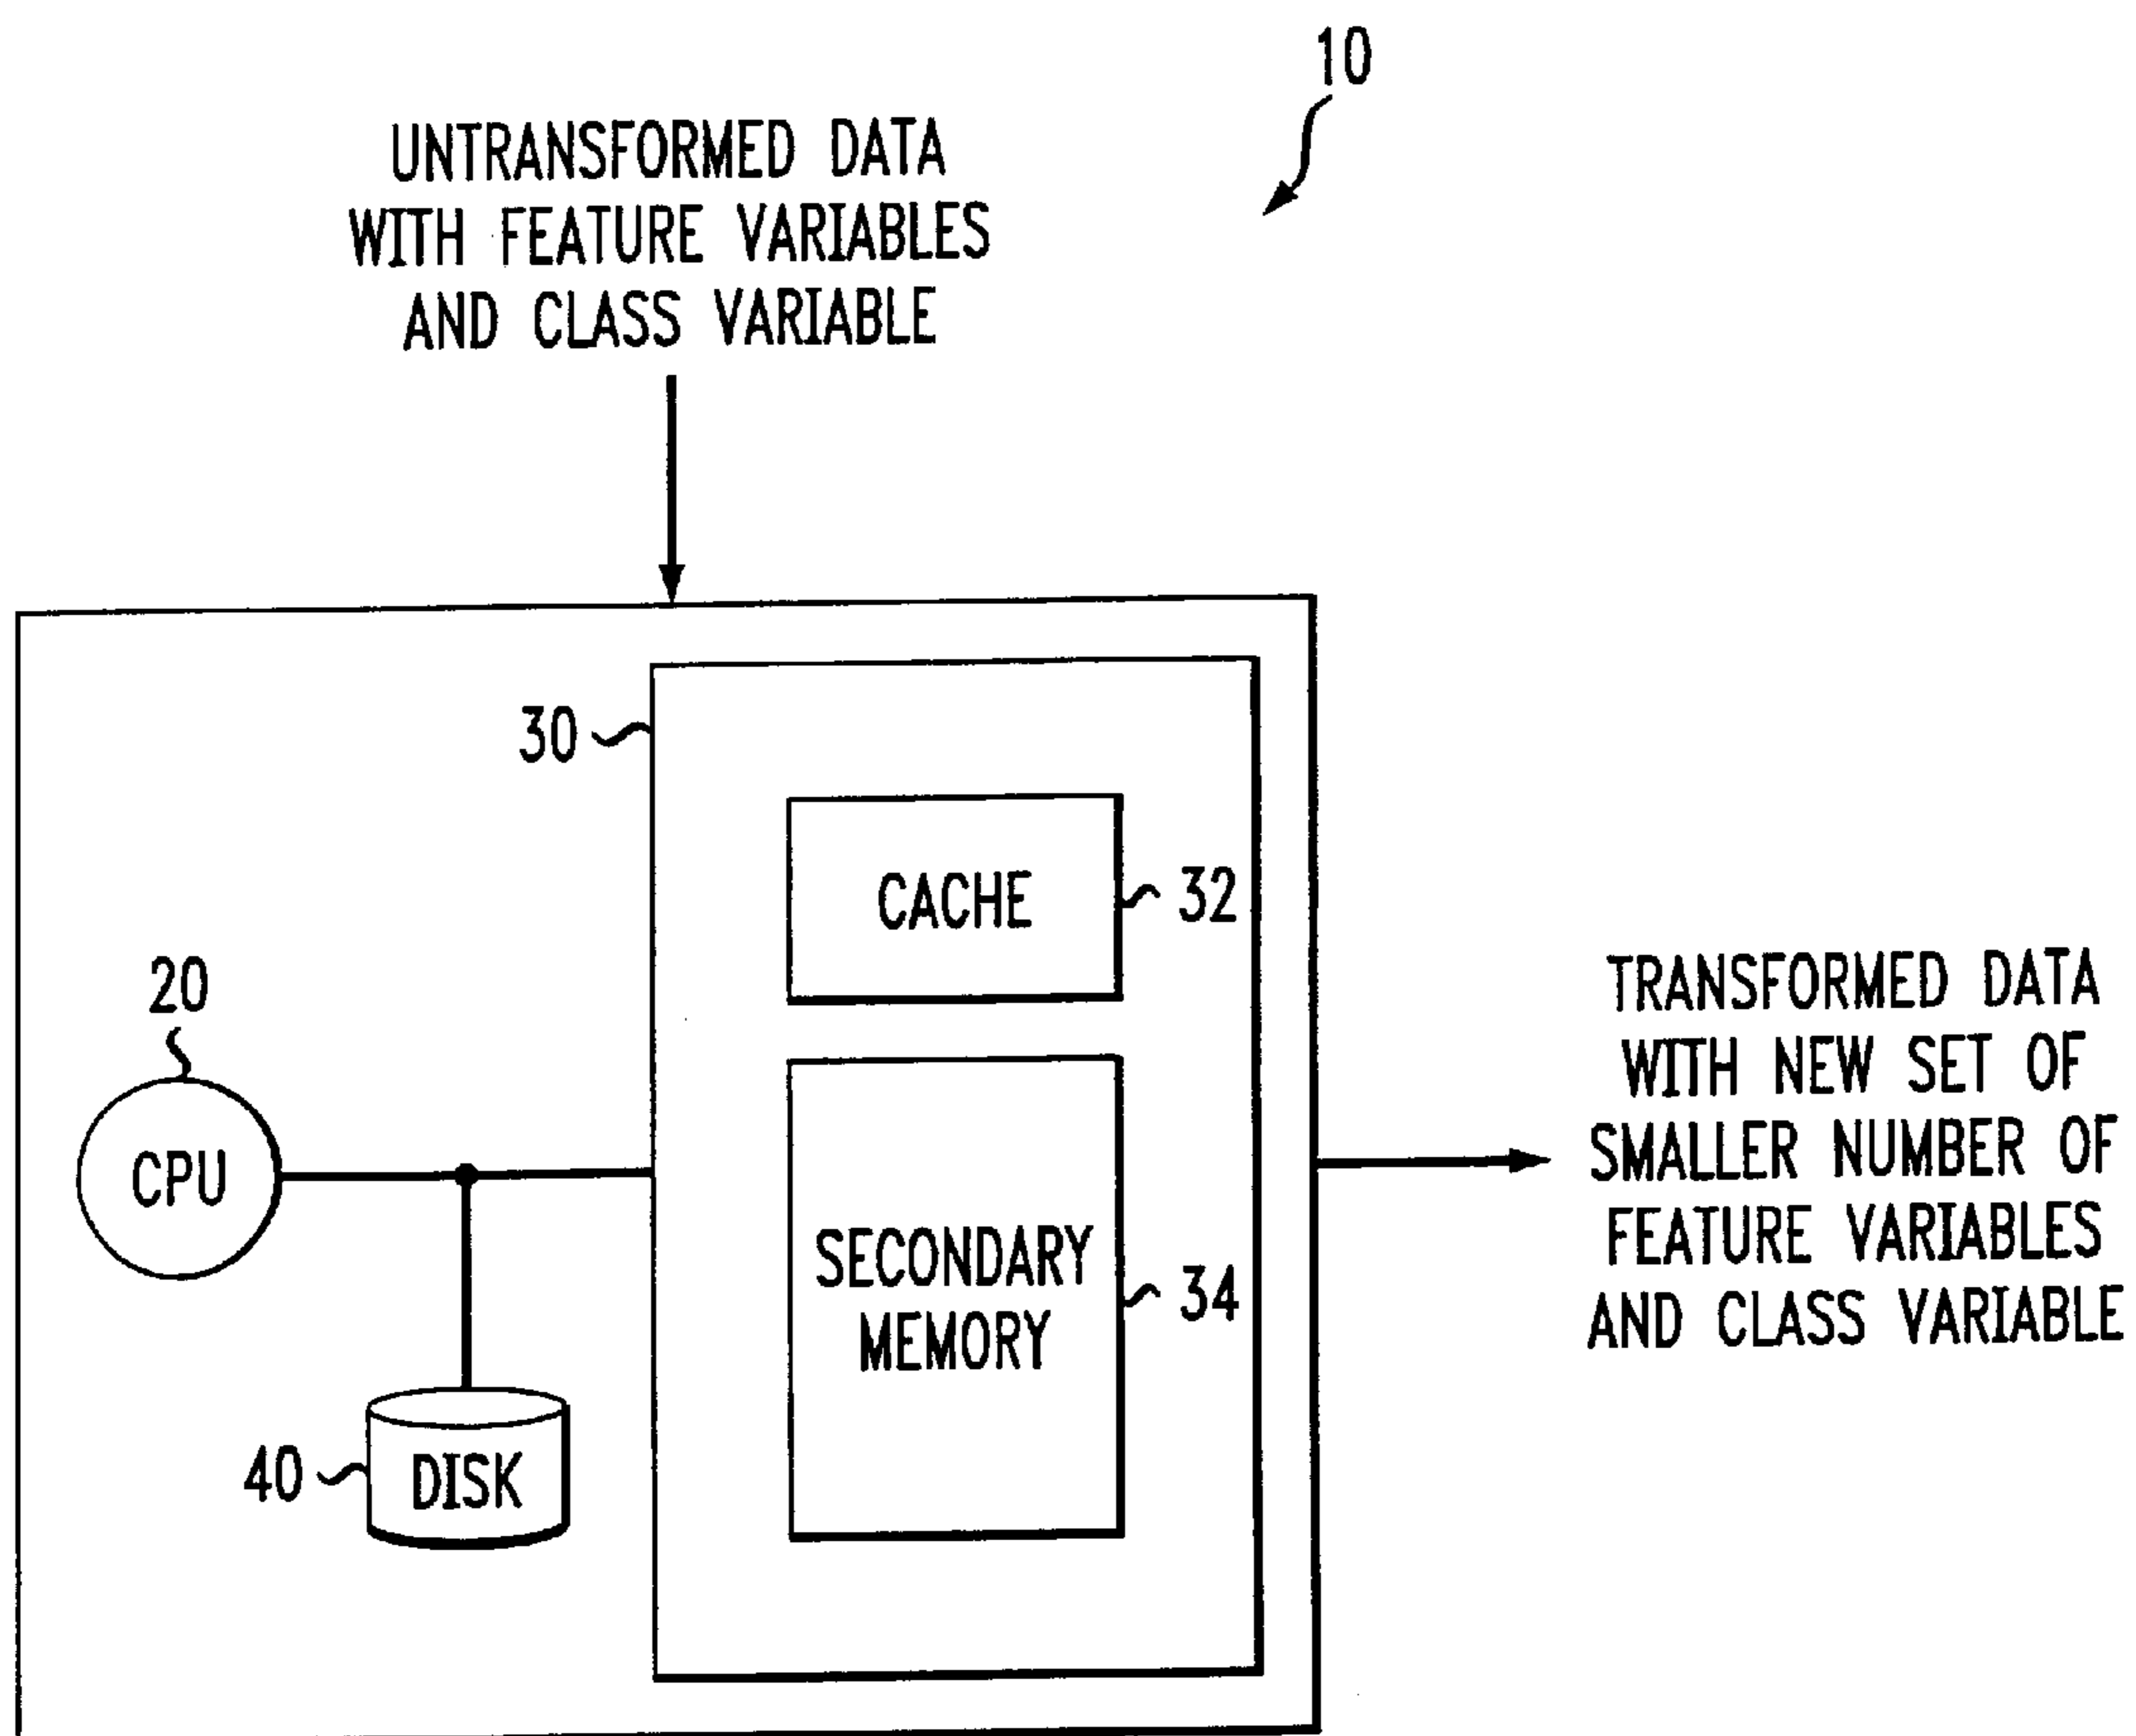 10
UNTRANSFORMED DATA
WITH FEATURE VARIABLES
AND CLASS VARIABLE
30
CACHE
32
20
CPU
SECONDARY
MEMORY
34
40
DISK
TRANSFORMED DATA
WITH NEW SET OF
SMALLER NUMBER OF
FEATURE VARIABLES
AND CLASS VARIABLE